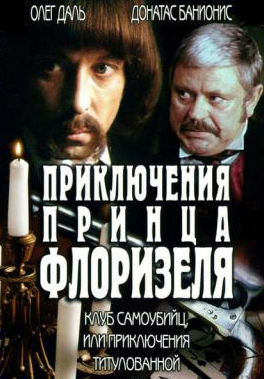 ОЛЕГ ДАЛЬ ДОНАТАС БАНИОНИС
ПРИКЛЮЧЕНИЯ
ПРИНЦА
ФЛОРИЗЕЛЯ
КЛУБ САМОУБИЙЦ,
ИЛИ ПРИКЛЮЧЕНИЯ
ТИТУЛОВАННОЙ